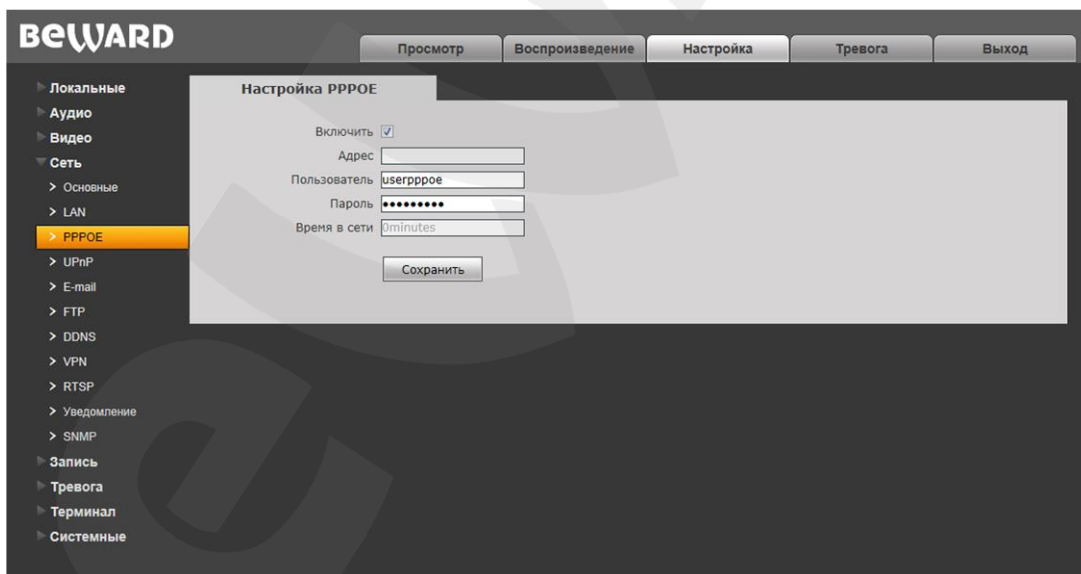 BEWARD
Просмотр Воспроизведение Настройка Тревога Выход
Локальные
Аудио
Видео
Сеть
> Основные
> LAN
> PPPOE
> UPnP
> E-mail
> FTP
> DDNS
> VPN
> RTSP
> Уведомление
> SNMP
Запись
Тревога
Терминал
Системные
Настройка PPPOE
Включить
Адрес
Пользователь userpppoe
Пароль •••••••••
Время в сети 0minutes
Сохранить